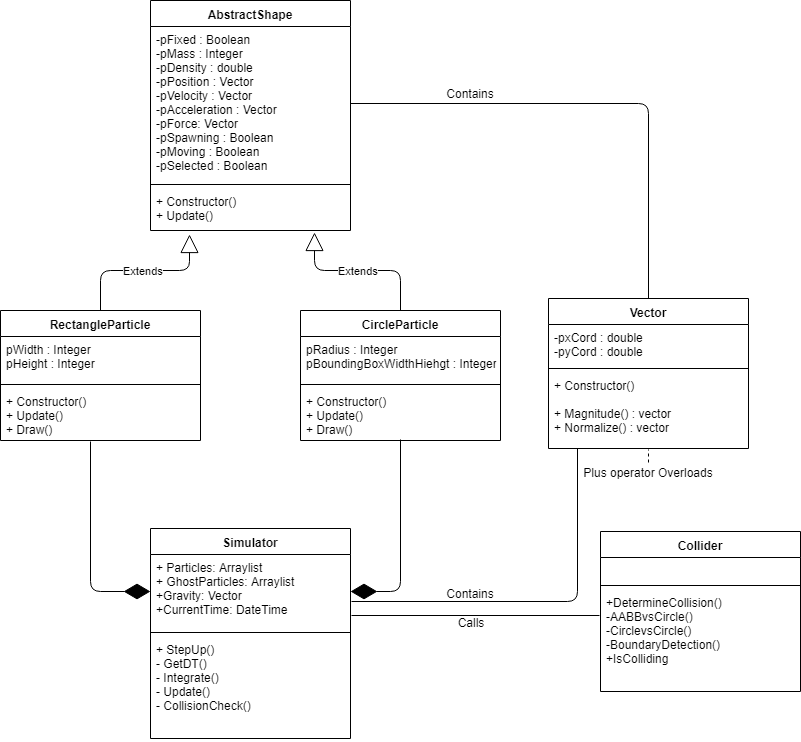 AbstractShape
-pFixed : Boolean
-pMass : Integer
-pDensity : double
-pPosition : Vector
-pVelocity : Vector
-pAcceleration : Vector
-pForce: Vector
-pSpawning : Boolean
-pMoving : Boolean
-pSelected : Boolean
+ Constructor()
+ Update()
Contains
Extends
Extends
RectangleParticle
pWidth : Integer
pHeight : Integer
+ Constructor()
+ Update()
+ Draw()
CircleParticle
pRadius : Integer
pBoundingBoxWidthHiehgt : Integer
+ Constructor()
+ Update()
+ Draw()
Vector
-pxCord : double
-pyCord : double
+ Constructor()
+ Magnitude() : vector
+ Normalize() : vector
Plus operator Overloads
Simulator
+ Particles: Arraylist
+ GhostParticles: Arraylist
+Gravity: Vector
+CurrentTime: DateTime
+ StepUp()
- GetDT()
- Integrate()
- Update()
- CollisionCheck()
Contains
Calls
Collider
+DetermineCollision()
-AABBvsCircle()
-CirclevsCircle()
-BoundaryDetection()
+IsColliding